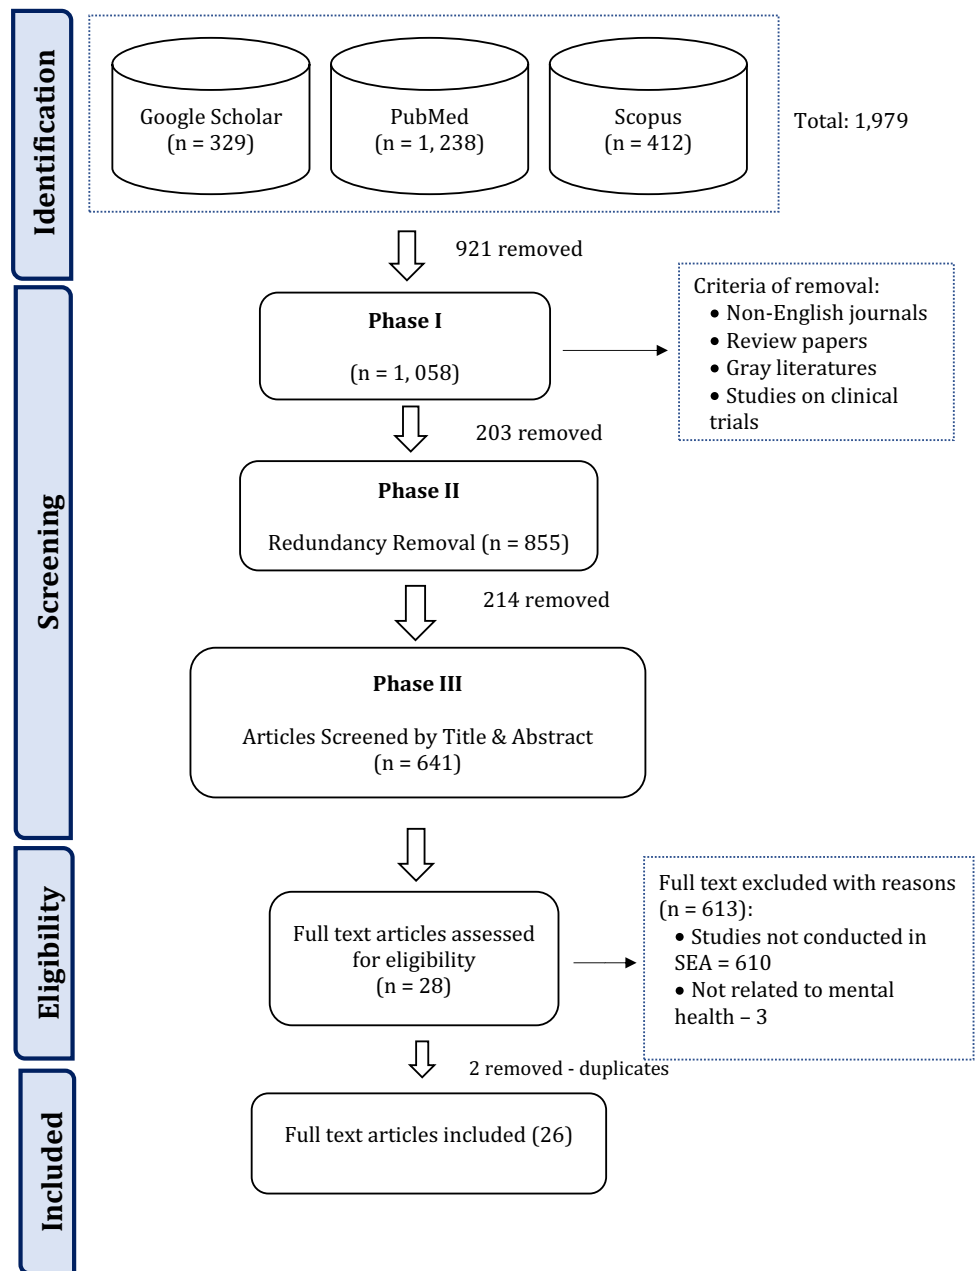 Identification
Google Scholar
(n = 329)
PubMed
(n = 1, 238)
Scopus
(n = 412)
Total: 1,979
921 removed
Screening
Phase I
(n = 1, 058)
Criteria of removal:
• Non-English journals
• Review papers
• Gray literatures
• Studies on clinical
trials
203 removed
Phase II
Redundancy Removal (n = 855)
214 removed
Phase III
Articles Screened by Title & Abstract
(n = 641)
Eligibility
Full text articles assessed
for eligibility
(n = 28)
Full text excluded with reasons
(n = 613):
• Studies not conducted in
SEA = 610
• Not related to mental
health – 3
2 removed - duplicates
Included
Full text articles included (26)